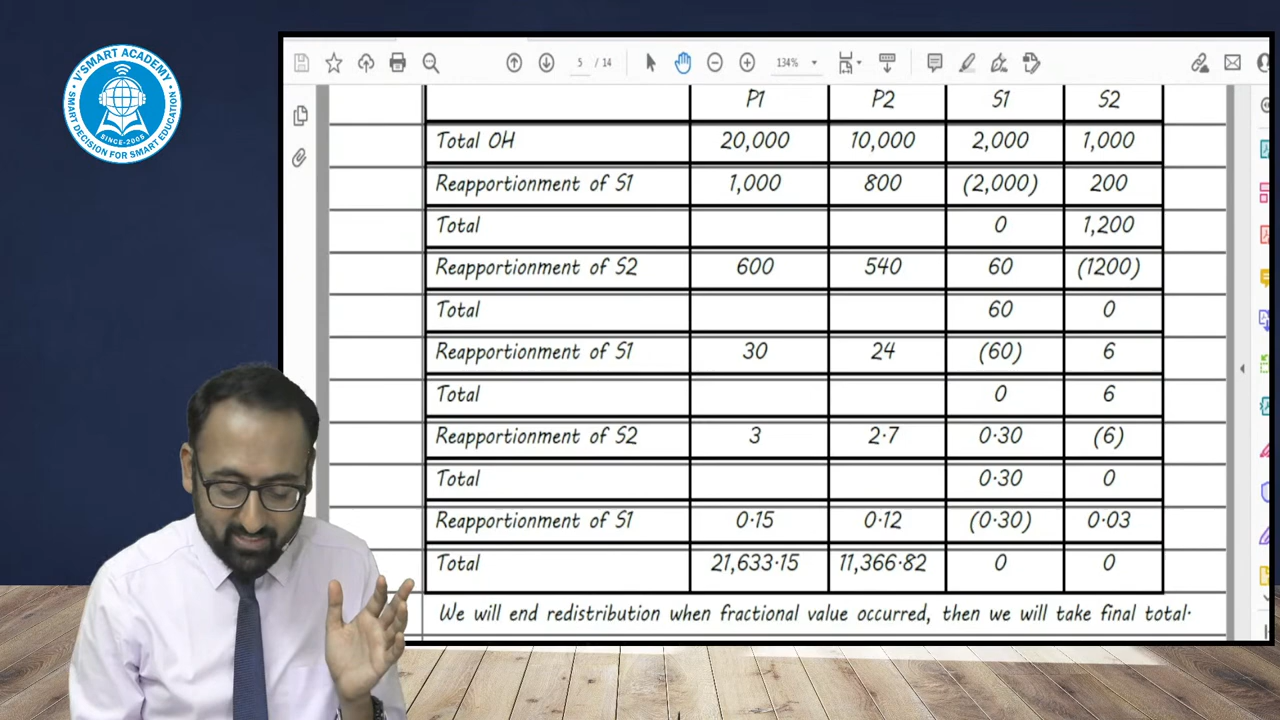 V'SMART ACADEMY
SMART DECISION FOR SMART EDUCATION
SINCE-2005
5 / 14
134%
P1 P2 S1 S2
Total OH 20,000 10,000 2,000 1,000
Reapportionment of S1 1,000 800 (2,000) 200
Total 0 1,200
Reapportionment of S2 600 540 60 (1200)
Total 60 0
Reapportionment of S1 30 24 (60) 6
Total 0 6
Reapportionment of S2 3 2·7 0·30 (6)
Total 0·30 0
Reapportionment of S1 0·15 0·12 (0·30) 0·03
Total 21,633·15 11,366·82 0 0
We will end redistribution when fractional value occurred, then we will take final total·